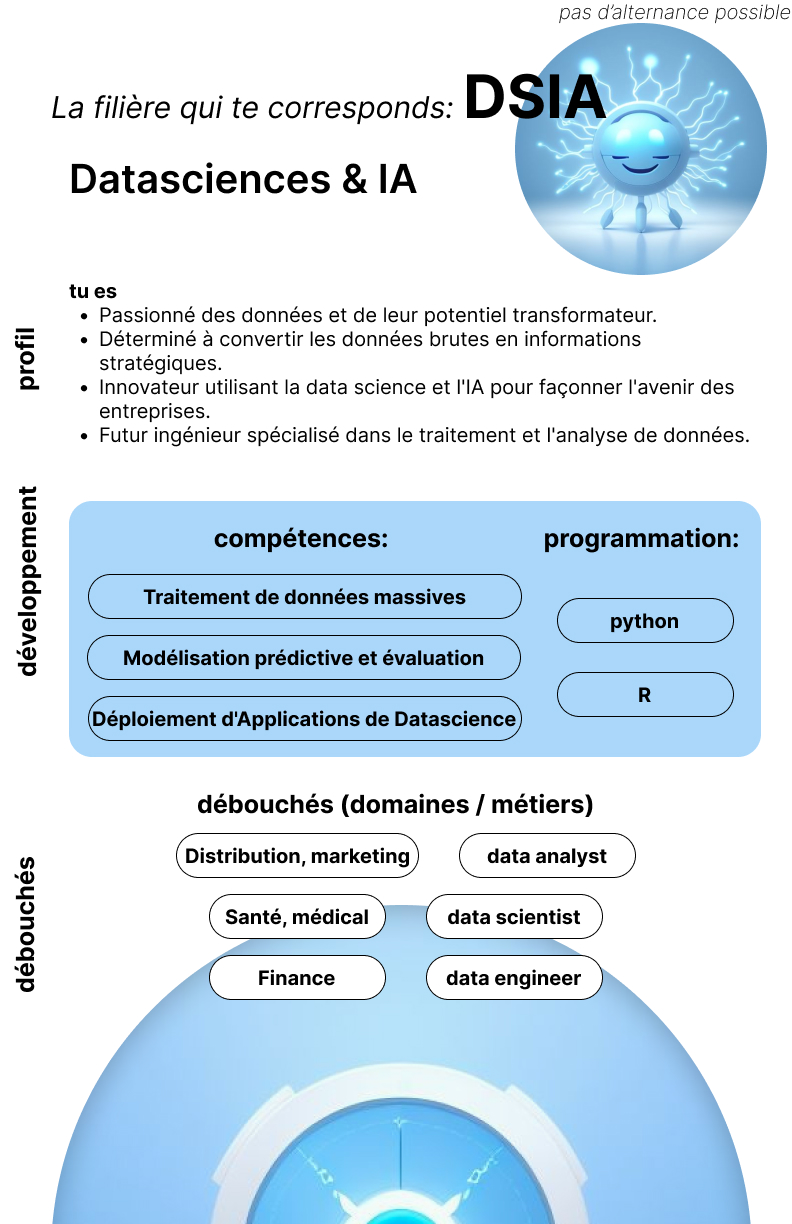 pas d'alternance possible
La filière qui te corresponds: DSIA
Datasciences & IA
profil
tu es
• Passionné des données et de leur potentiel transformateur.
• Déterminé à convertir les données brutes en informations
stratégiques.
• Innovateur utilisant la data science et l'IA pour façonner l'avenir des
entreprises.
• Futur ingénieur spécialisé dans le traitement et l'analyse de données.
développement
compétences:
Traitement de données massives
Modélisation prédictive et évaluation
Déploiement d'Applications de Datascience
programmation:
python
R
débouchés
débouchés (domaines / métiers)
Distribution, marketing
data analyst
Santé, médical
data scientist
Finance
data engineer